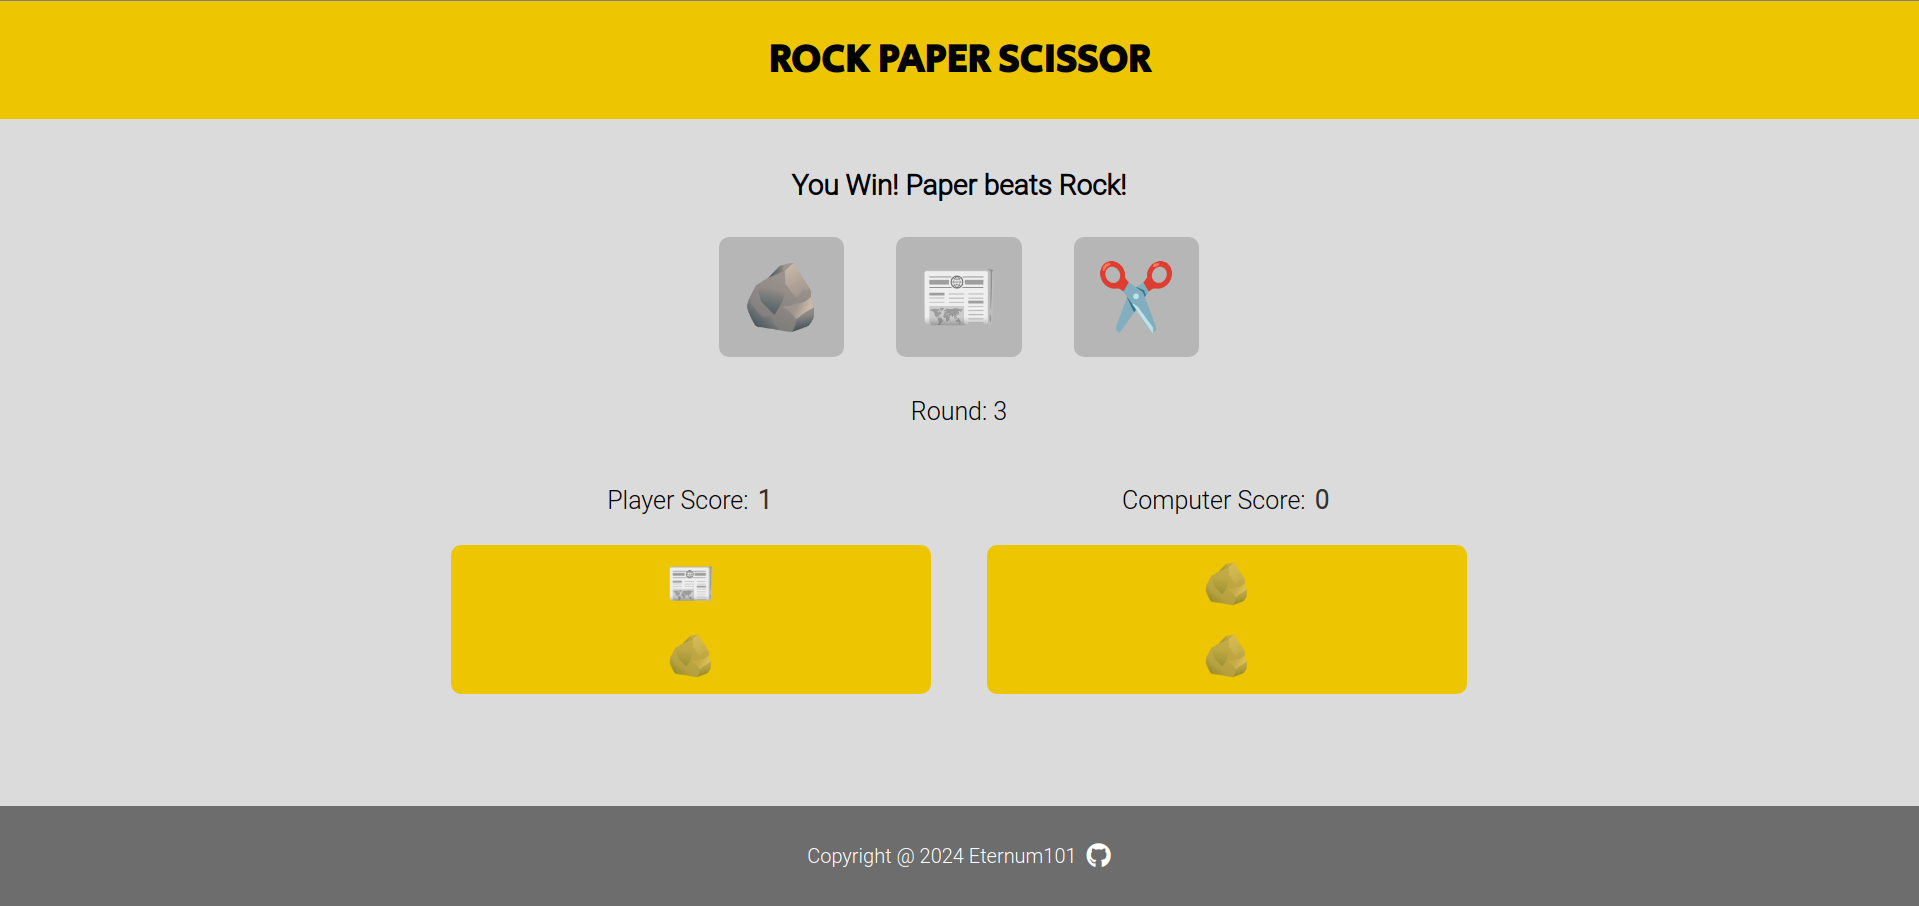 ROCK PAPER SCISSOR
You Win! Paper beats Rock!
Round: 3
Player Score: 1
Computer Score: 0
Copyright @ 2024 Eternum101